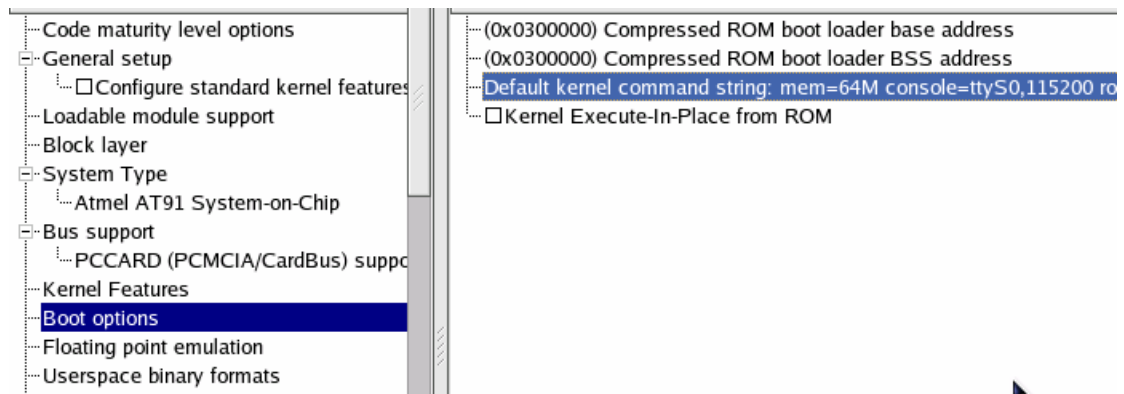 Code maturity level options
General setup
Configure standard kernel features
Loadable module support
Block layer
System Type
Atmel AT91 System-on-Chip
Bus support
PCCARD (PCMCIA/CardBus) suppo
Kernel Features
Boot options
Floating point emulation
Userspace binary formats
(0x0300000) Compressed ROM boot loader base address
(0x0300000) Compressed ROM boot loader BSS address
Default kernel command string: mem=64M console=ttyS0,115200 ro
Kernel Execute-In-Place from ROM